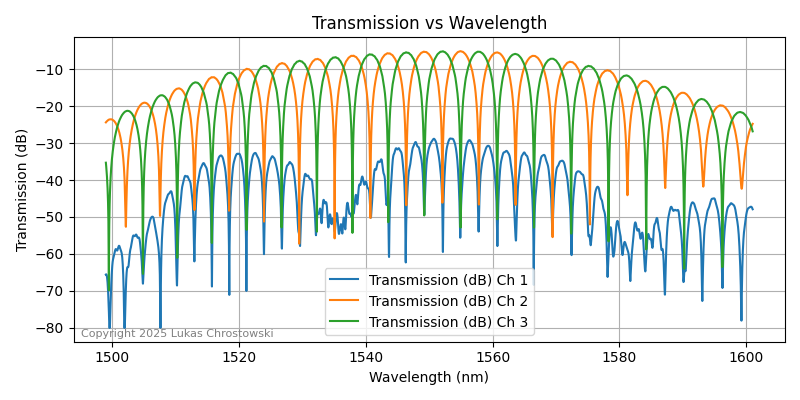 Transmission vs Wavelength
Transmission (dB)
−10
−20
−30
−40
−50
−60
−70
−80
Transmission (dB) Ch 1
Transmission (dB) Ch 2
Transmission (dB) Ch 3
Copyright 2025 Lukas Chrostowski
1500
1520
1540
1560
1580
1600
Wavelength (nm)